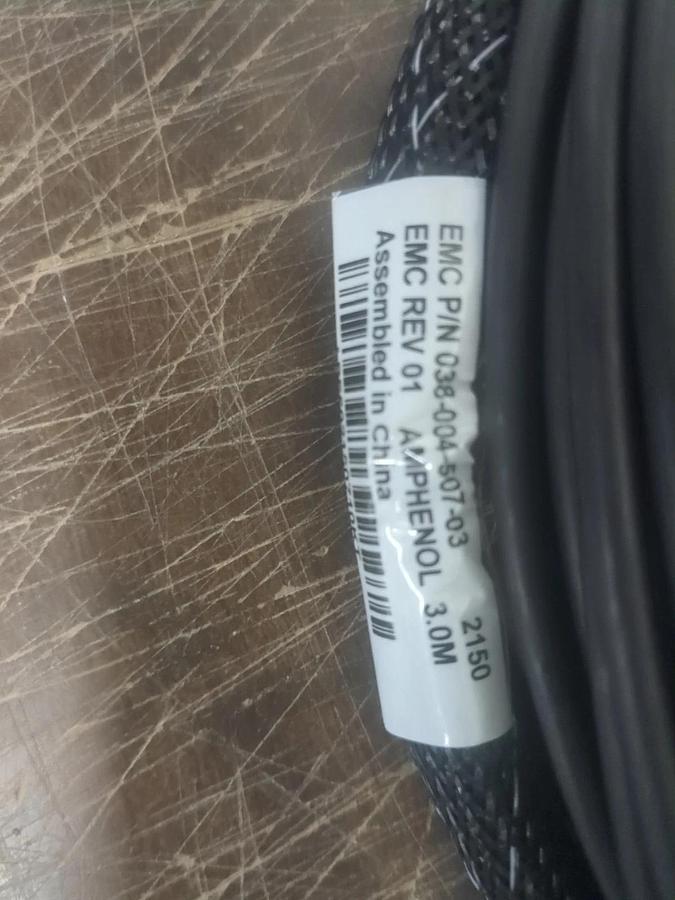 EMC P/N 038-004-507-03 2150
EMC REV 01 AMPHENOL 3.0M
Assembled in China